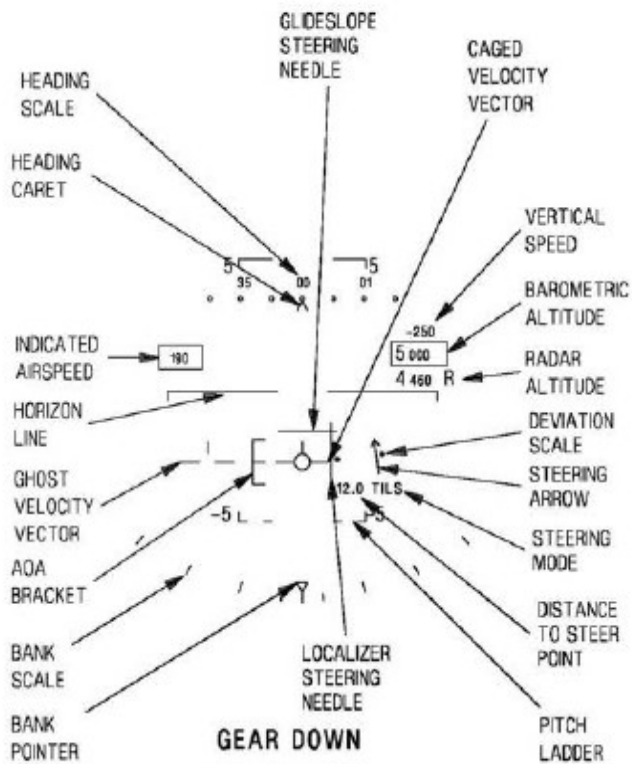 GLIDESLOPE
STEERING
NEEDLE
CAGED
VELOCITY
VECTOR
HEADING
SCALE
HEADING
CARET
VERTICAL
SPEED
5 5
35 00 01
BAROMETRIC
ALTITUDE
-250
5 000
INDICATED
AIRSPEED
190
4 460 R
RADAR
ALTITUDE
HORIZON
LINE
DEVIATION
SCALE
GHOST
VELOCITY
VECTOR
STEERING
ARROW
12.0 TILS
-5 -5
STEERING
MODE
AOA
BRACKET
BANK
SCALE
DISTANCE
TO STEER
POINT
LOCALIZER
STEERING
NEEDLE
BANK
POINTER
GEAR DOWN
PITCH
LADDER